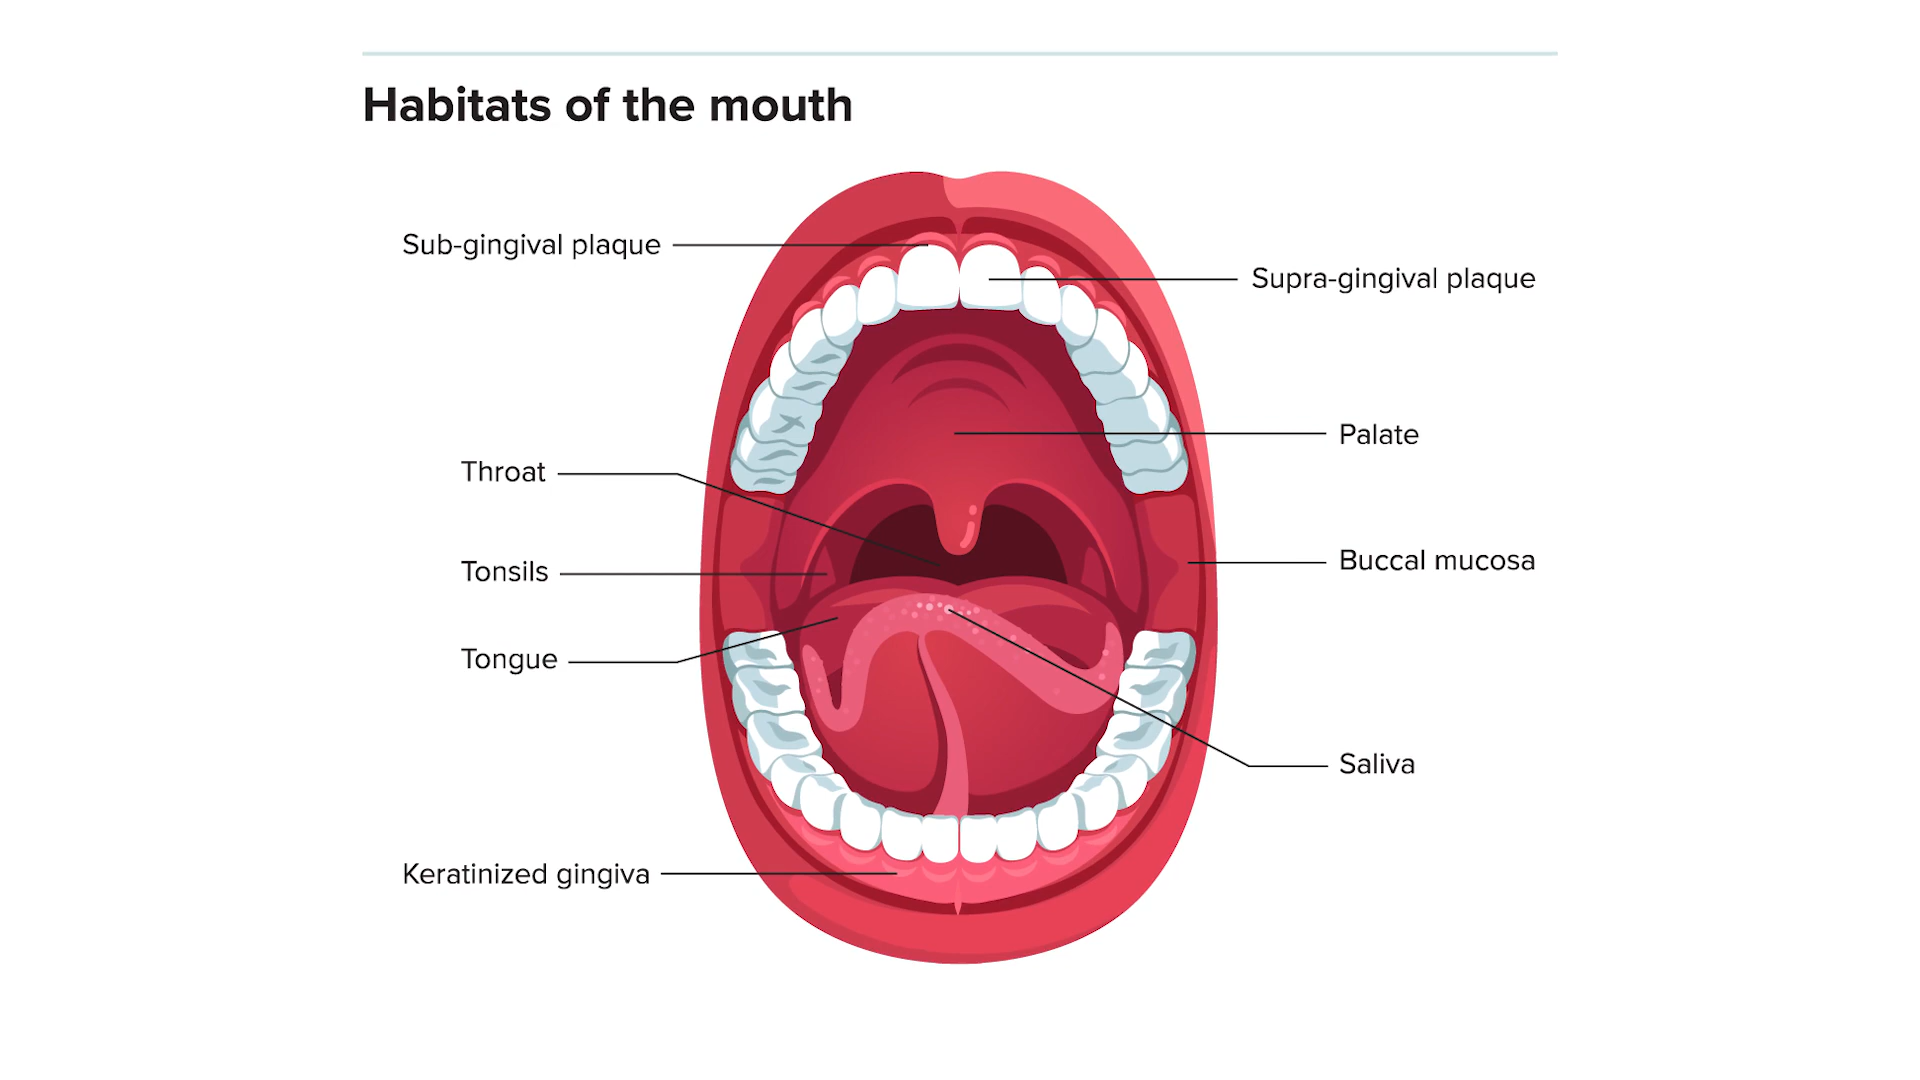 Habitats of the mouth
Sub-gingival plaque
Supra-gingival plaque
Palate
Throat
Buccal mucosa
Tonsils
Tongue
Saliva
Keratinized gingiva